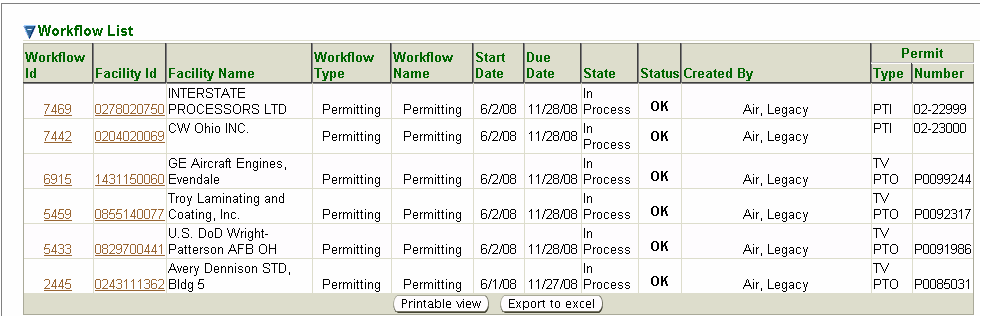 Workflow List
Workflow Id Facility Id Facility Name Workflow Type Workflow Name Start Date Due Date State Status Created By Permit Type Number
7469 0278020750 INTERSTATE PROCESSORS LTD Permitting Permitting 6/2/08 11/28/08 In Process OK Air, Legacy PTI 02-22999
7442 0204020069 CW Ohio INC. Permitting Permitting 6/2/08 11/28/08 In Process OK Air, Legacy PTI 02-23000
6915 1431150060 GE Aircraft Engines, Evendale Permitting Permitting 6/2/08 11/28/08 In Process OK Air, Legacy TV PTO P0099244
5459 0855140077 Troy Laminating and Coating, Inc. Permitting Permitting 6/2/08 11/28/08 In Process OK Air, Legacy TV PTO P0092317
5433 0829700441 U.S. DoD Wright-Patterson AFB OH Permitting Permitting 6/2/08 11/28/08 In Process OK Air, Legacy TV PTO P0091986
2445 0243111362 Avery Dennison STD, Bldg 5 Permitting Permitting 6/1/08 11/27/08 In Process OK Air, Legacy TV PTO P0085031
Printable view Export to excel